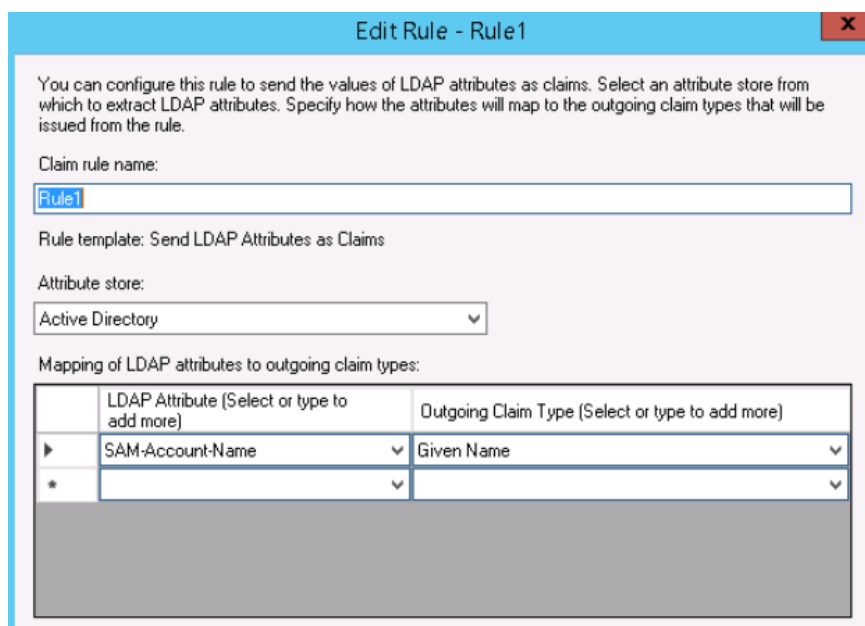 Edit Rule - Rule1
x
You can configure this rule to send the values of LDAP attributes as claims. Select an attribute store from
which to extract LDAP attributes. Specify how the attributes will map to the outgoing claim types that will be
issued from the rule.
Claim rule name:
Rule1
Rule template: Send LDAP Attributes as Claims
Attribute store:
Active Directory
Mapping of LDAP attributes to outgoing claim types:
LDAP Attribute (Select or type to
add more)
Outgoing Claim Type (Select or type to add more)
SAM-Account-Name
Given Name
*